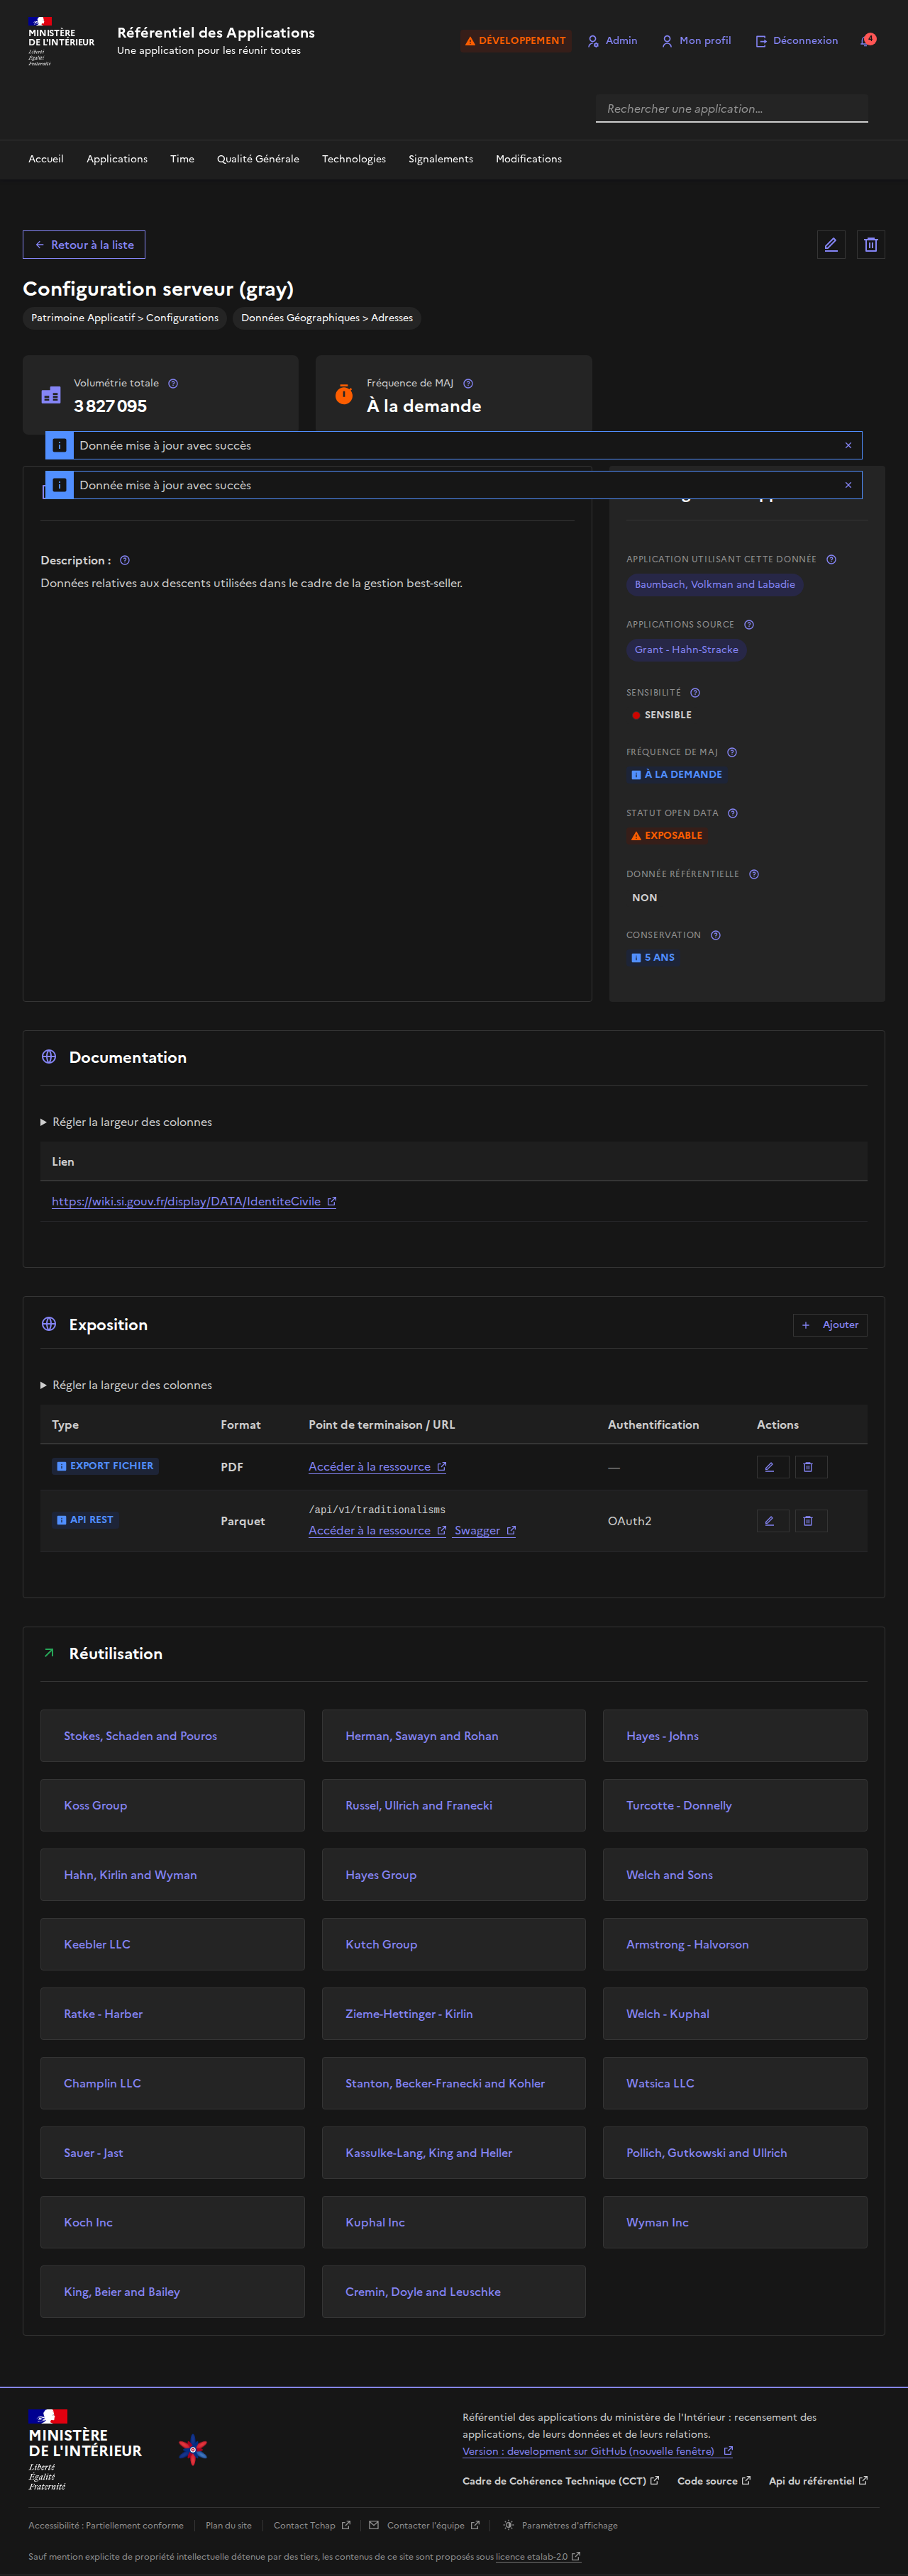 MINISTÈRE
DE L'INTÉRIEUR
Liberté
Égalité
Fraternité
Référentiel des Applications
Une application pour les réunir toutes
DÉVELOPPEMENT
Admin
Mon profil
Déconnexion
4
Rechercher une application...
Accueil
Applications
Time
Qualité Générale
Technologies
Signalements
Modifications
Retour à la liste
Configuration serveur (gray)
Patrimoine Applicatif > Configurations
Données Géographiques > Adresses
Volumétrie totale
3 827 095
Fréquence de MAJ
À la demande
Donnée mise à jour avec succès
Donnée mise à jour avec succès
Description :
Données relatives aux descents utilisées dans le cadre de la gestion best-seller.
APPLICATION UTILISANT CETTE DONNÉE
Baumbach, Volkman and Labadie
APPLICATIONS SOURCE
Grant - Hahn-Stracke
SENSIBILITÉ
SENSIBLE
FRÉQUENCE DE MAJ
À LA DEMANDE
STATUT OPEN DATA
EXPOSABLE
DONNÉE RÉFÉRENTIELLE
NON
CONSERVATION
5 ANS
Documentation
Régler la largeur des colonnes
Lien
https://wiki.si.gouv.fr/display/DATA/IdentiteCivile
Exposition
Ajouter
Régler la largeur des colonnes
Type Format Point de terminaison / URL Authentification Actions
EXPORT FICHIER PDF Accéder à la ressource —
/api/v1/traditionalisms
API REST Parquet OAuth2
Accéder à la ressource Swagger
Réutilisation
Stokes, Schaden and Pouros
Herman, Sawayn and Rohan
Hayes - Johns
Koss Group
Russel, Ullrich and Franecki
Turcotte - Donnelly
Hahn, Kirlin and Wyman
Hayes Group
Welch and Sons
Keebler LLC
Kutch Group
Armstrong - Halvorson
Ratke - Harber
Zieme-Hettinger - Kirlin
Welch - Kuphal
Champlin LLC
Stanton, Becker-Franecki and Kohler
Watsica LLC
Sauer - Jast
Kassulke-Lang, King and Heller
Pollich, Gutkowski and Ullrich
Koch Inc
Kuphal Inc
Wyman Inc
King, Beier and Bailey
Cremin, Doyle and Leuschke
MINISTÈRE
DE L'INTÉRIEUR
Liberté
Égalité
Fraternité
Référentiel des applications du ministère de l'Intérieur : recensement des
applications, de leurs données et de leurs relations.
Version : development sur GitHub (nouvelle fenêtre)
Cadre de Cohérence Technique (CCT)
Code source
Api du référentiel
Accessibilité : Partiellement conforme
Plan du site
Contact Tchap
Contacter l'équipe
Paramètres d'affichage
Sauf mention explicite de propriété intellectuelle détenue par des tiers, les contenus de ce site sont proposés sous licence etalab-2.0